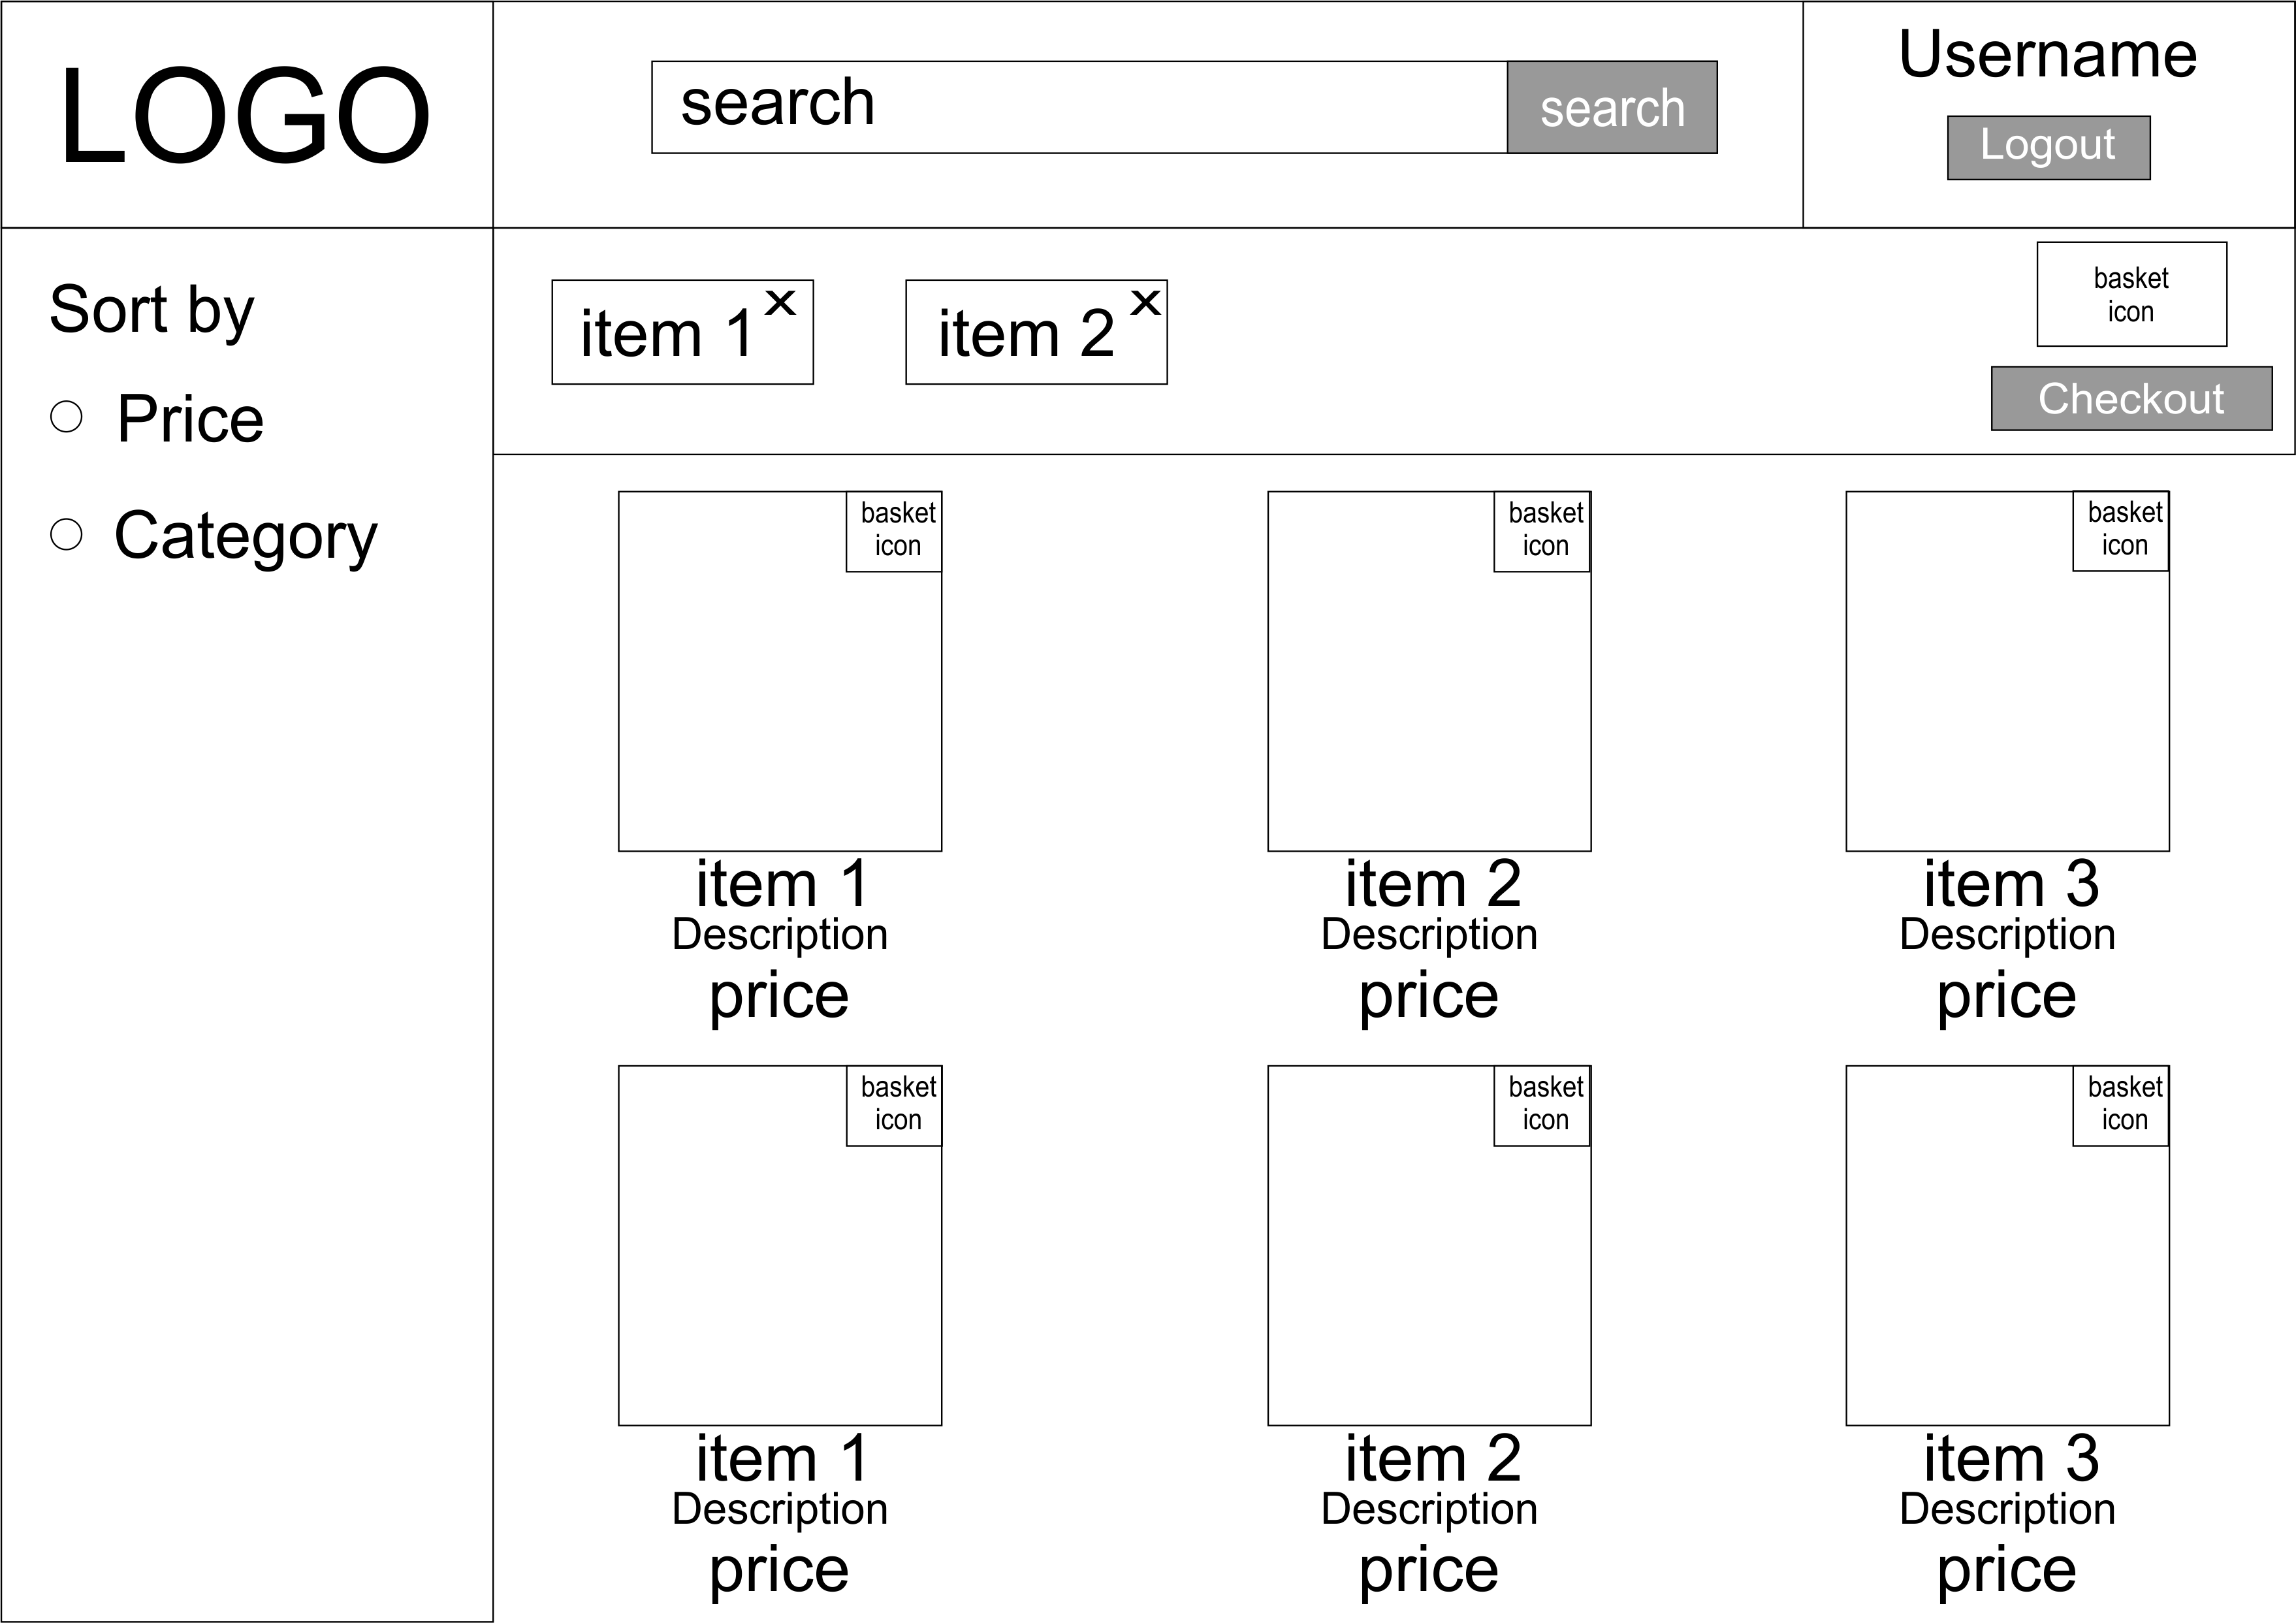 LOGO
search
search
Username
Logout
Sort by
Price
Category
item 1 x
item 2 x
basket
icon
Checkout
basket
icon
basket
icon
basket
icon
item 1
Description
price
item 2
Description
price
item 3
Description
price
basket
icon
basket
icon
basket
icon
item 1
Description
price
item 2
Description
price
item 3
Description
price